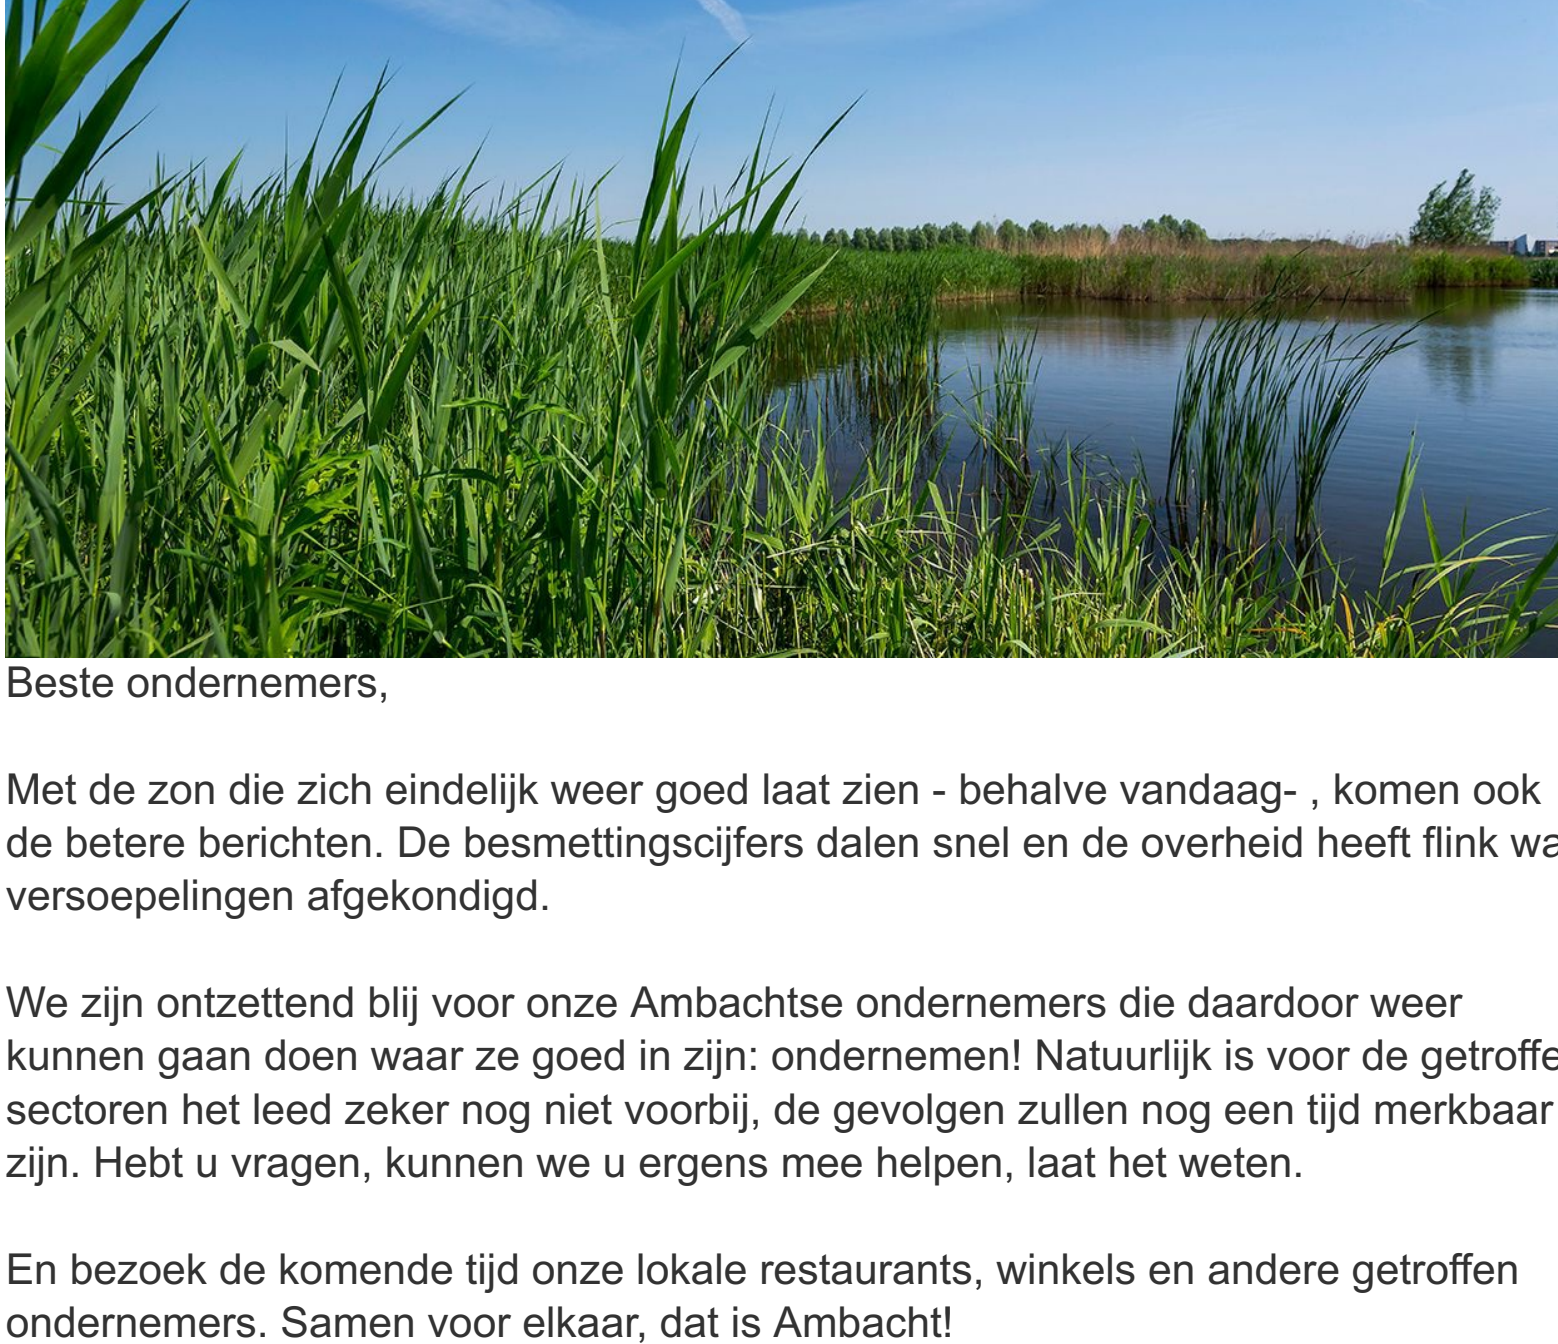 Beste ondernemers,
Met de zon die zich eindelijk weer goed laat zien - behalve vandaag- , komen ook
de betere berichten. De besmettingscijfers dalen snel en de overheid heeft flink wa
versoepelingen afgekondigd.
We zijn ontzettend blij voor onze Ambachtse ondernemers die daardoor weer
kunnen gaan doen waar ze goed in zijn: ondernemen! Natuurlijk is voor de getroffe
sectoren het leed zeker nog niet voorbij, de gevolgen zullen nog een tijd merkbaar
zijn. Hebt u vragen, kunnen we u ergens mee helpen, laat het weten.
En bezoek de komende tijd onze lokale restaurants, winkels en andere getroffen
ondernemers. Samen voor elkaar, dat is Ambacht!